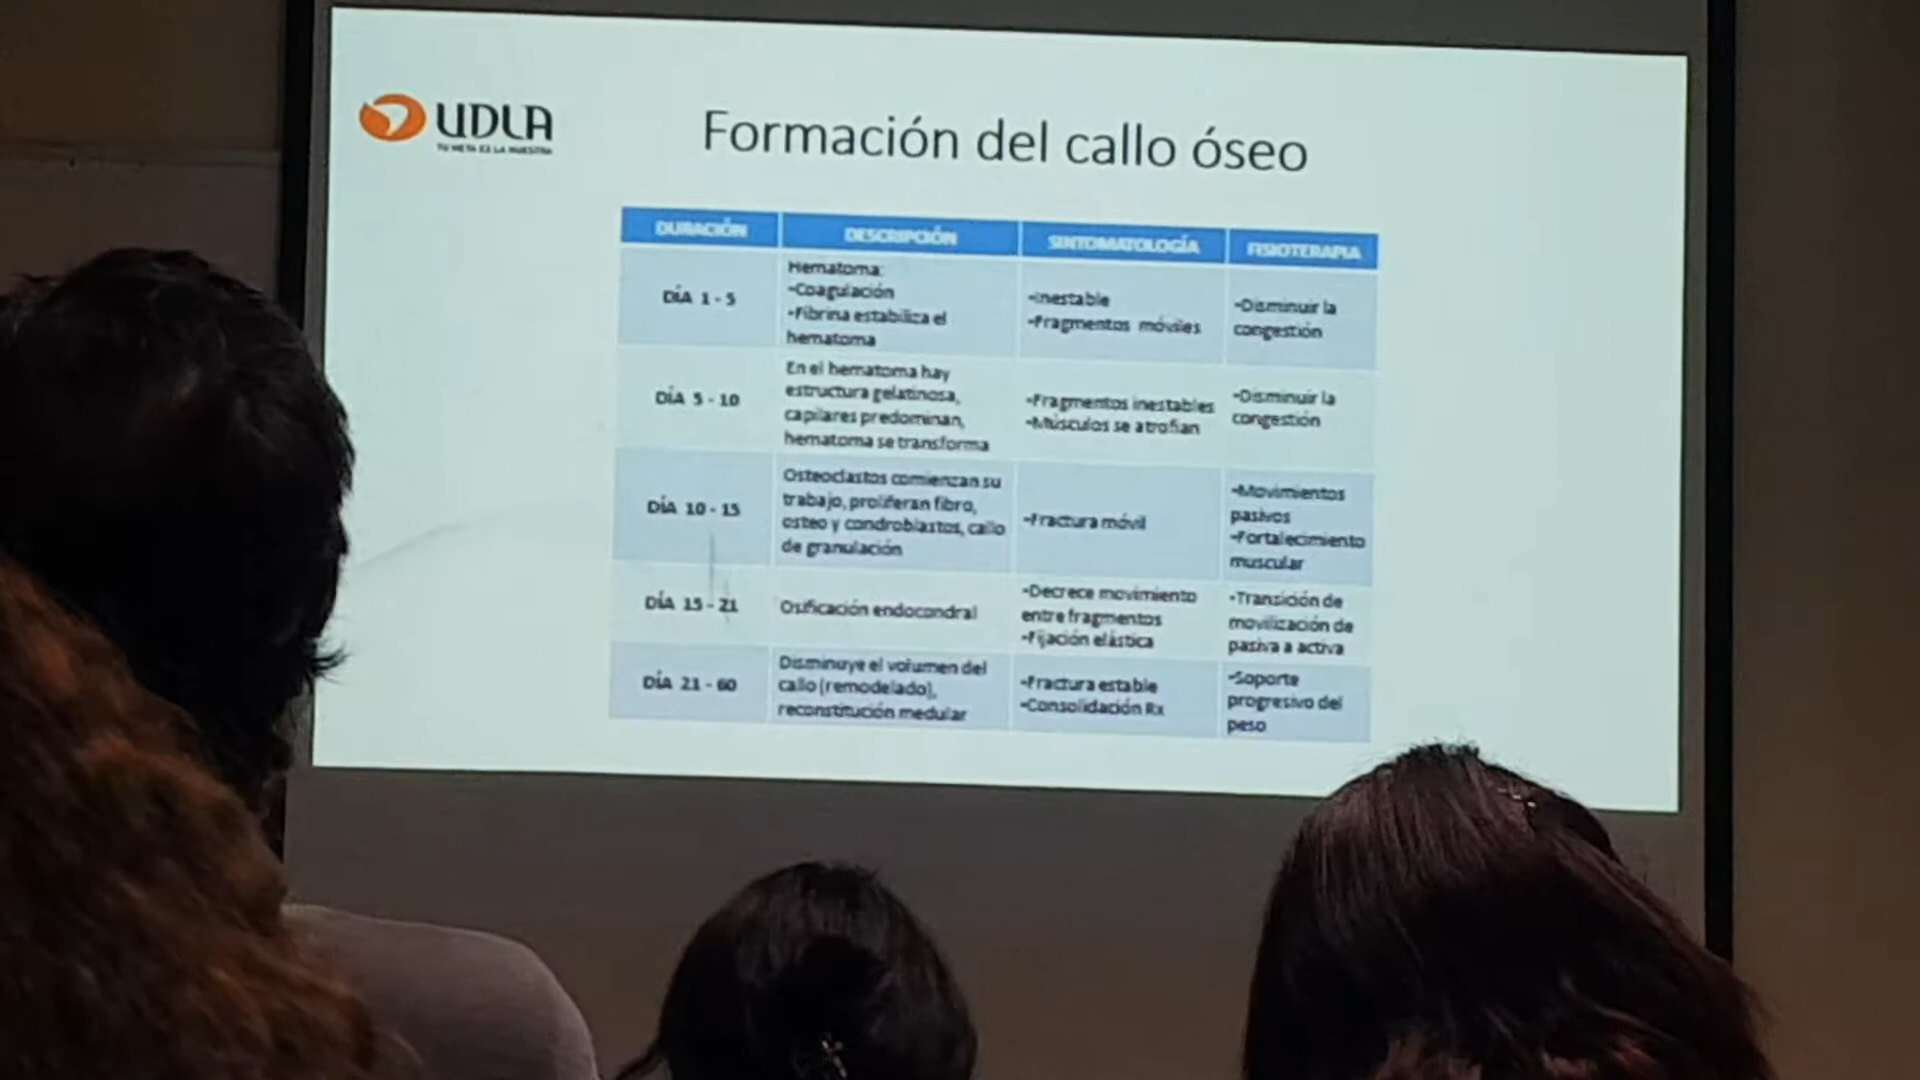 UDLA
TU META ES LA NUESTRA
Formación del callo óseo
DURACIÓN
DESCRIPCIÓN
SINTOMATOLOGÍA
FISIOTERAPIA
DÍA 1 - 5
Hematoma:
-Coagulación
-Fibrina estabiliza el
hematoma
-Inestable
-Fragmentos móviles
-Disminuir la
congestión
DÍA 5 - 10
En el hematoma hay
estructura gelatinosa,
capilares predominan,
hematoma se transforma
-Fragmentos inestables
-Músculos se atrofian
-Disminuir la
congestión
DÍA 10 - 15
Osteoclastos comienzan su
trabajo, proliferan fibro,
osteo y condroblastos, callo
de granulación
-Fractura móvil
-Movimientos
pasivos
-Fortalecimiento
muscular
DÍA 15 - 21
Osificación endocondral
-Decrece movimiento
entre fragmentos
-Fijación elástica
-Transición de
movilización de
pasiva a activa
DÍA 21 - 60
Disminuye el volumen del
callo (remodelado),
reconstitución medular
-Fractura estable
-Consolidación Rx
-Soporte
progresivo del
peso